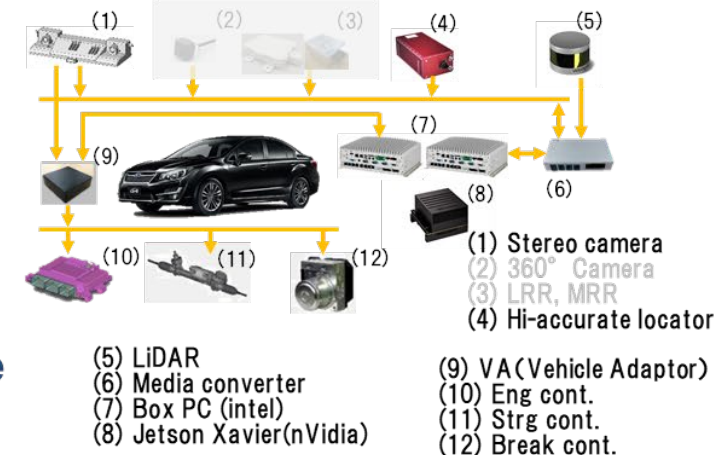 (1)
(2)
(3)
(4)
(5)
(7)
(9)
(6)
(8)
(10)
(11)
(12)
(1) Stereo camera
(2) 360° Camera
(3) LRR, MRR
(4) Hi-accurate locator
(5) LiDAR
(6) Media converter
(7) Box PC (intel)
(8) Jetson Xavier(nVidia)
(9) VA(Vehicle Adaptor)
(10) Eng cont.
(11) Strg cont.
(12) Break cont.
e